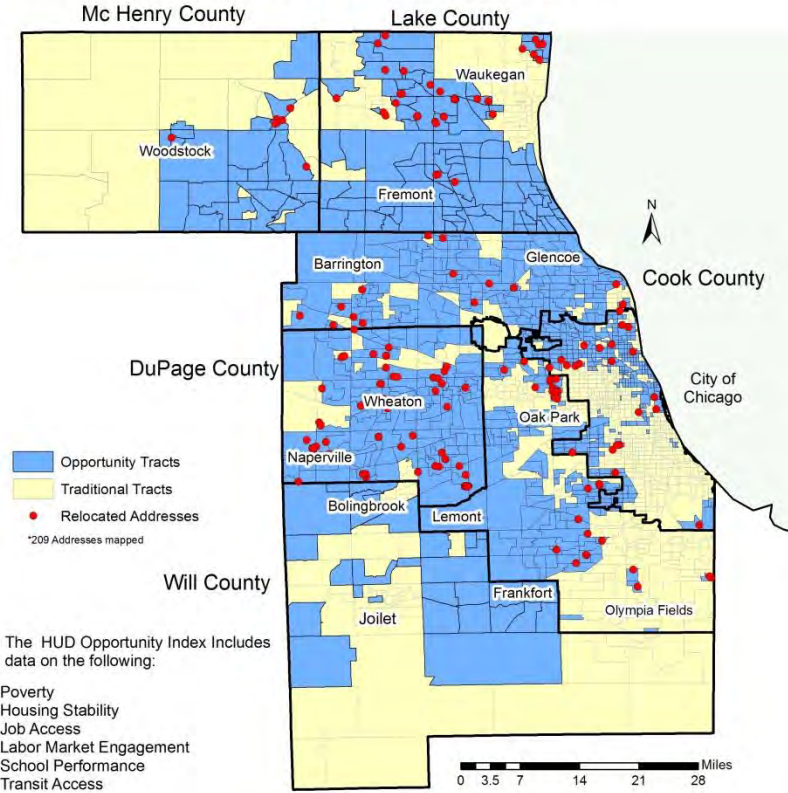 Mc Henry County
Lake County
Waukegan
Woodstock
Fremont
N
Barrington
Glencoe
Cook County
DuPage County
City of
Chicago
Wheaton
Oak Park
Opportunity Tracts
Naperville
Traditional Tracts
Bolingbrook
Lemont
Relocated Addresses
*209 Addresses mapped
Will County
Frankfort
Joilet
Olympia Fields
The HUD Opportunity Index Includes
data on the following:
Poverty
Housing Stability
Job Access
Labor Market Engagement
School Performance
Transit Access
Miles
0 3.5 7 14 21 28